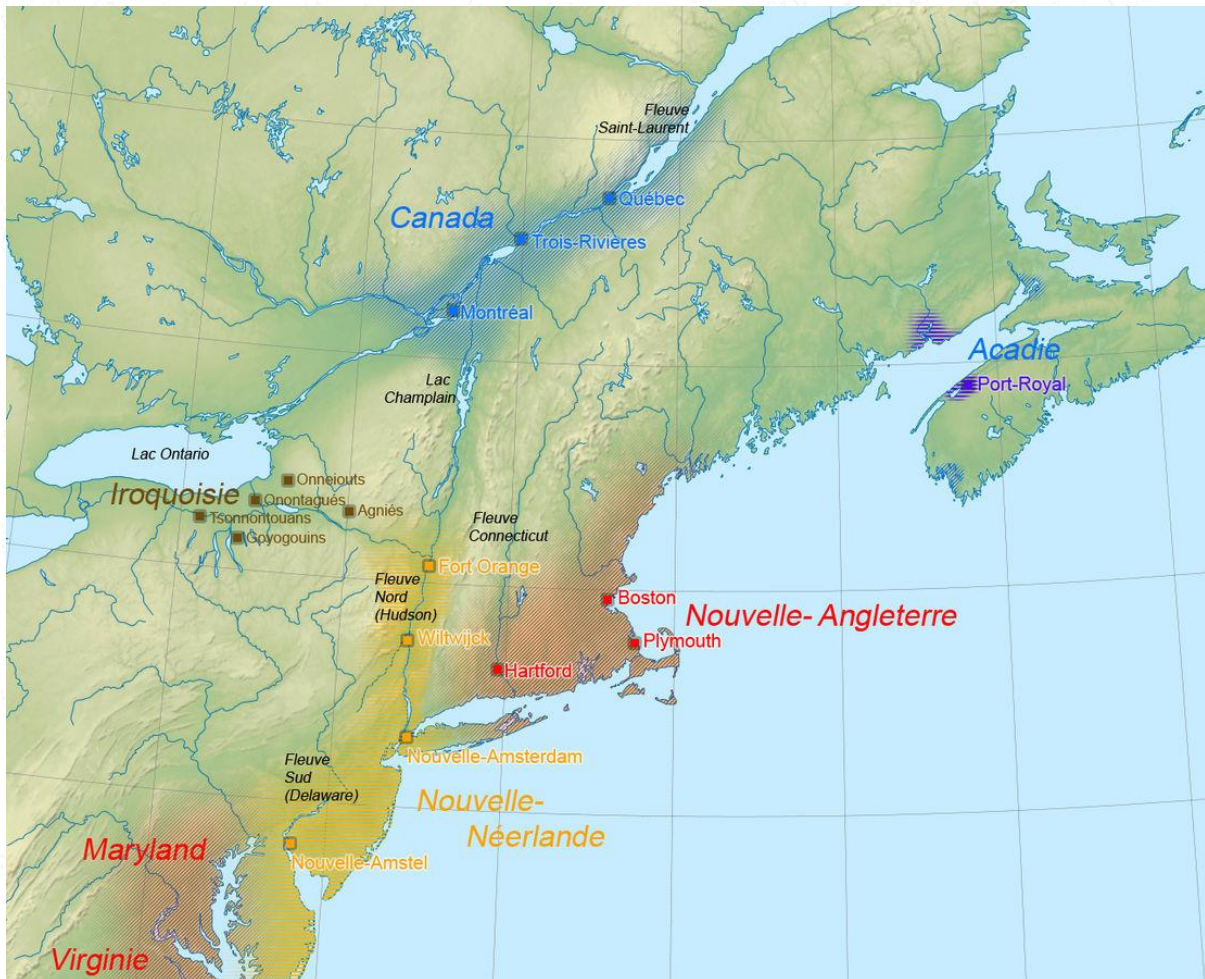 Fleuve
Saint-Laurent
Québec
Canada
Trois-Rivières
Montréal
Acadie
Port-Royal
Lac
Champlain
Lac Ontario
Iroquoisie
Onneiouts
Onontagués
Agniés
Tsonnontouans
Goyogouins
Fleuve
Connecticut
Fort Orange
Fleuve
Nord
(Hudson)
Boston
Nouvelle- Angleterre
Wiltwijck
Plymouth
Hartford
Nouvelle-Amsterdam
Fleuve
Sud
(Delaware)
Nouvelle-
Néerlande
Maryland
Nouvelle-Amstel
Virginie